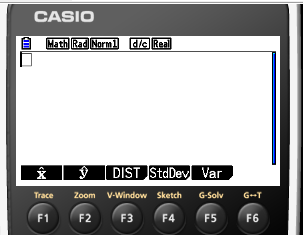 CASIO
Math Rad Norm1 d/c Real
x̂ ŷ DIST StdDev Var
Trace Zoom V-Window Sketch G-Solv G↔T
F1 F2 F3 F4 F5 F6